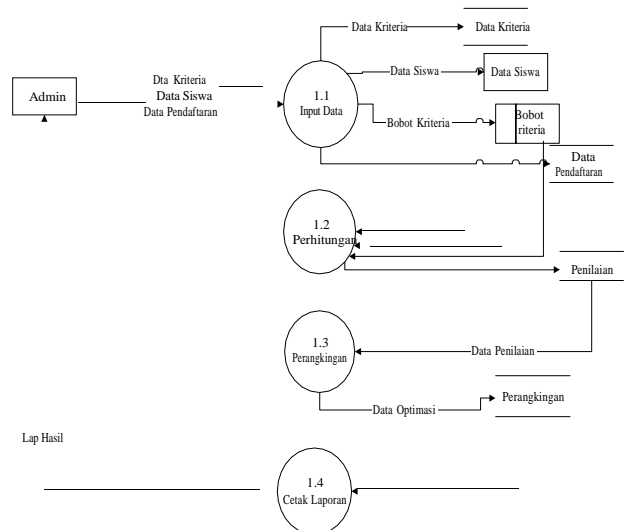 Data Kriteria
Data Kriteria
Data Siswa
Data Siswa
Admin
Dta Kriteria
Data Siswa
Data Pendaftaran
1.1
Input Data
Bobot Kriteria
Bobot
riteria
Data
Pendaftaran
1.2
Perhitungan
Penilaian
1.3
Perangkingan
Data Penilaian
Data Optimasi
Perangkingan
Lap Hasil
1.4
Cetak Laporan